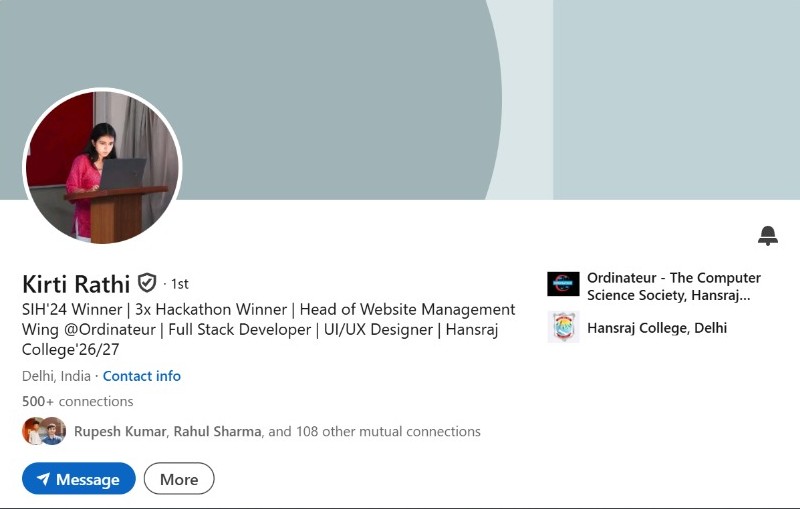 Kirti Rathi · 1st
SIH'24 Winner | 3x Hackathon Winner | Head of Website Management
Wing @Ordinateur | Full Stack Developer | UI/UX Designer | Hansraj
College'26/27
Delhi, India · Contact info
500+ connections
Rupesh Kumar, Rahul Sharma, and 108 other mutual connections
Message
More
Ordinateur - The Computer
Science Society, Hansraj...
Hansraj College, Delhi